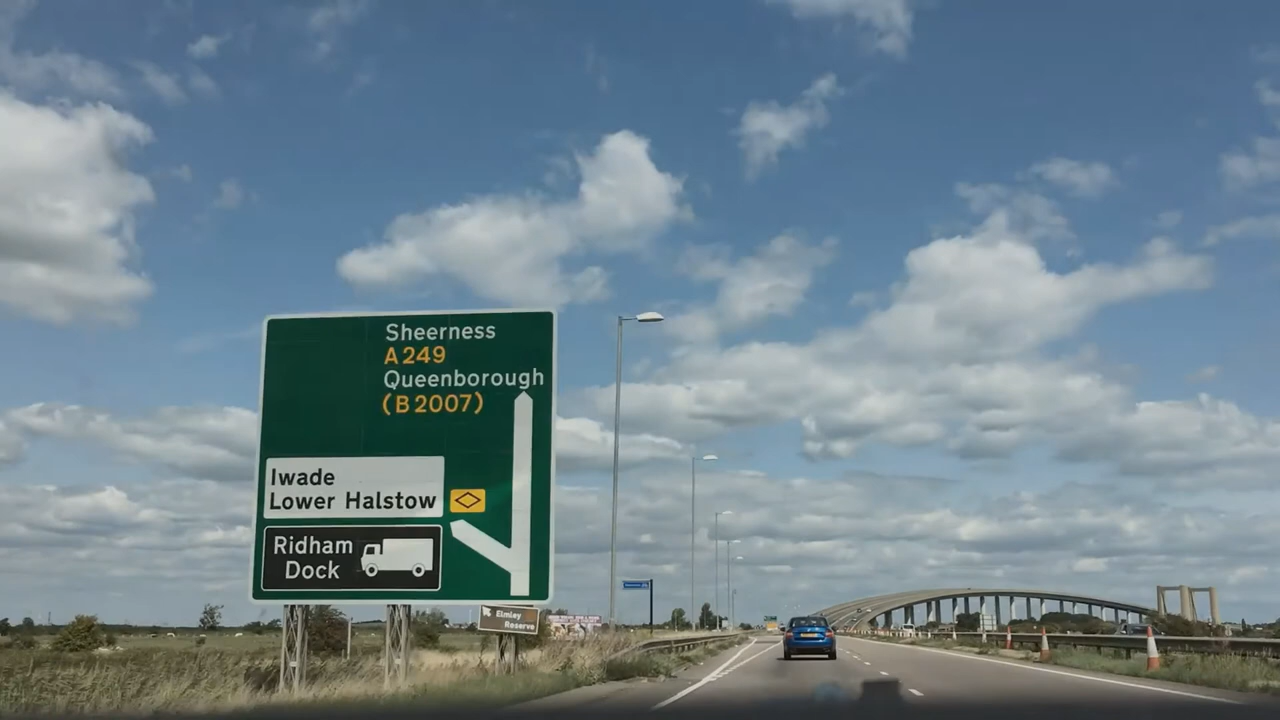 Sheerness
A249
Queenborough
(B2007)
Iwade
Lower Halstow
Ridham
Dock
Elmley
Reserve